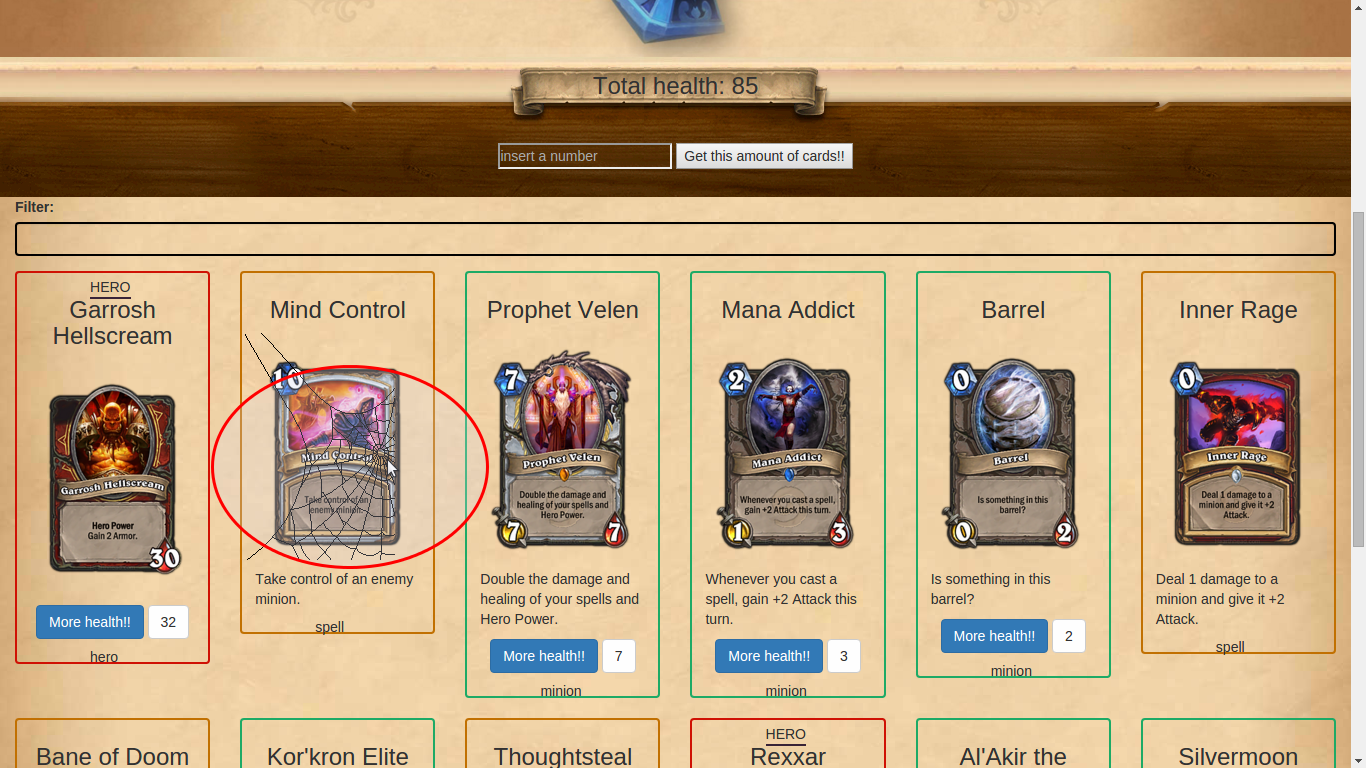 Total health: 85
insert a number
Get this amount of cards!!
Filter:
HERO
Garrosh
Hellscream
Garrosh Hellscream
Hero Power
Gain 2 Armor.
30
More health!! 32
hero
Mind Control
10
Mind Control
Take control of an
enemy minion.
Take control of an enemy
minion.
spell
Prophet Velen
7
Prophet Velen
Double the damage and
healing of your spells and
Hero Power.
7 7
Double the damage and
healing of your spells and
Hero Power.
More health!! 7
minion
Mana Addict
2
Mana Addict
Whenever you cast a spell,
gain +2 Attack this turn.
1 3
Whenever you cast a
spell, gain +2 Attack this
turn.
More health!! 3
minion
Barrel
0
Barrel
Is something in this
barrel?
0 2
Is something in this
barrel?
More health!! 2
minion
Inner Rage
0
Inner Rage
Deal 1 damage to a
minion and give it +2
Attack.
Deal 1 damage to a
minion and give it +2
Attack.
spell
Bane of Doom
Kor'kron Elite
Thoughtsteal
HERO
Rexxar
Al'Akir the
Silvermoon